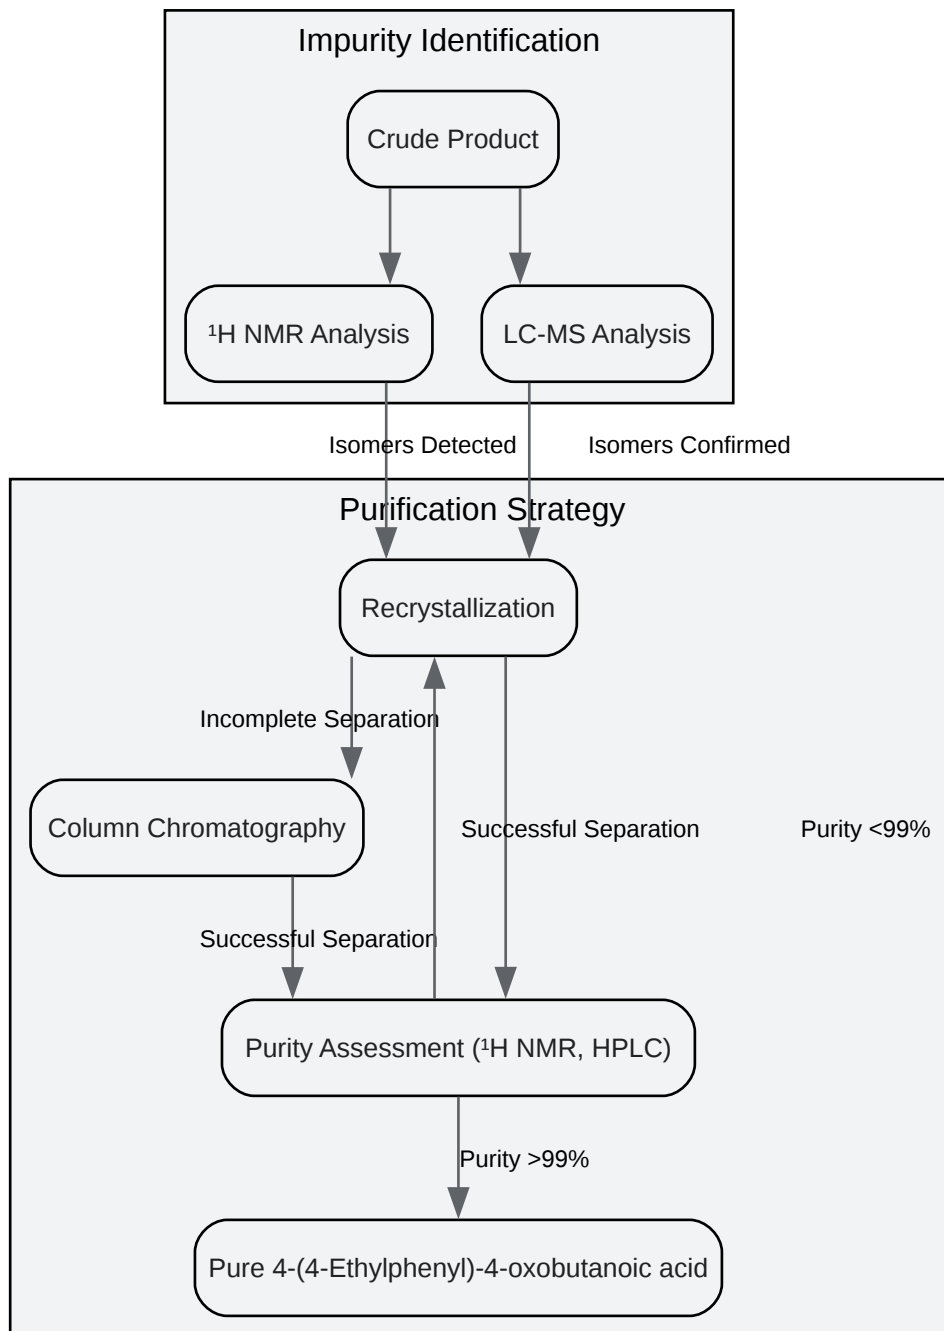 Impurity Identification
Crude Product
¹H NMR Analysis
LC-MS Analysis
Isomers Detected
Isomers Confirmed
Purification Strategy
Recrystallization
Incomplete Separation
Column Chromatography
Successful Separation
Purity <99%
Successful Separation
Purity Assessment (¹H NMR, HPLC)
Purity >99%
Pure 4-(4-Ethylphenyl)-4-oxobutanoic acid